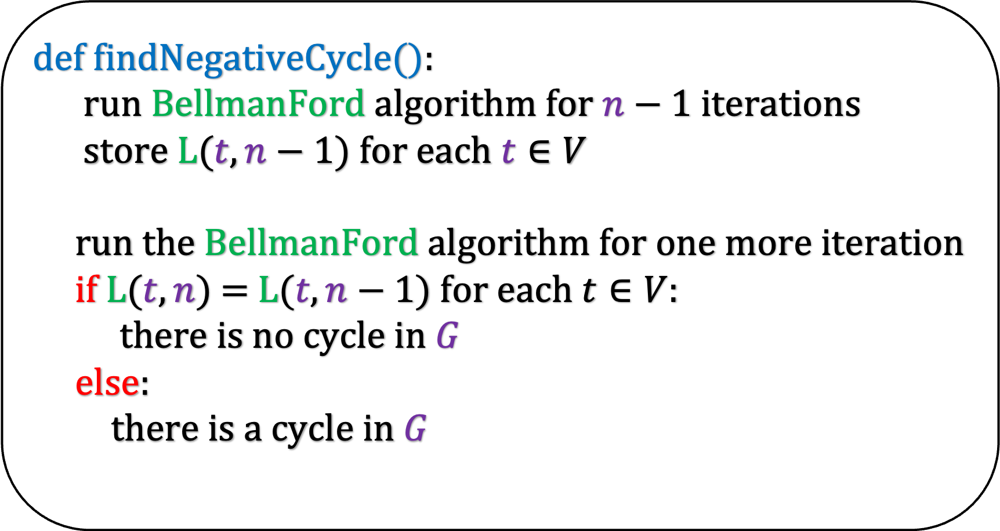 def findNegativeCycle():
run BellmanFord algorithm for n − 1 iterations
store L(t, n − 1) for each t ∈ V
run the BellmanFord algorithm for one more iteration
if L(t, n) = L(t, n − 1) for each t ∈ V:
there is no cycle in G
else:
there is a cycle in G